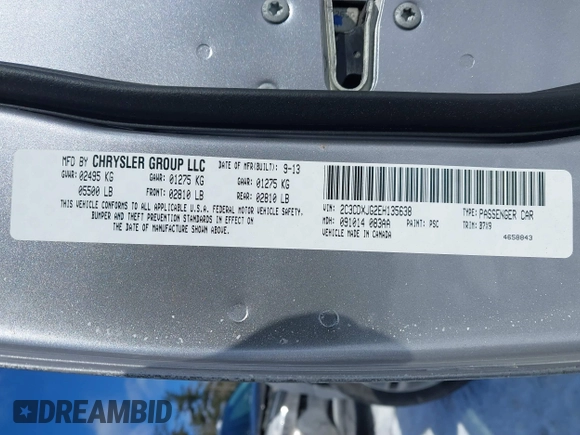 MFD BY CHRYSLER GROUP LLC DATE OF MFR(BUILT): 9-13
GVWR: 02495 KG GAWR: 01275 KG GAWR: 01275 KG
05500 LB FRONT: 02810 LB REAR: 02810 LB
THIS VEHICLE CONFORMS TO ALL APPLICABLE U.S.A. FEDERAL MOTOR VEHICLE SAFETY,
BUMPER AND THEFT PREVENTION STANDARDS IN EFFECT ON
THE DATE OF MANUFACTURE SHOWN ABOVE.
VIN: 2C3CDXJG2EH135638 TYPE: PASSENGER CAR
MDH: 091014 083AA PAINT: PSC TRIM: B7X9
VEHICLE MADE IN CANADA 4658843
DREAMBID